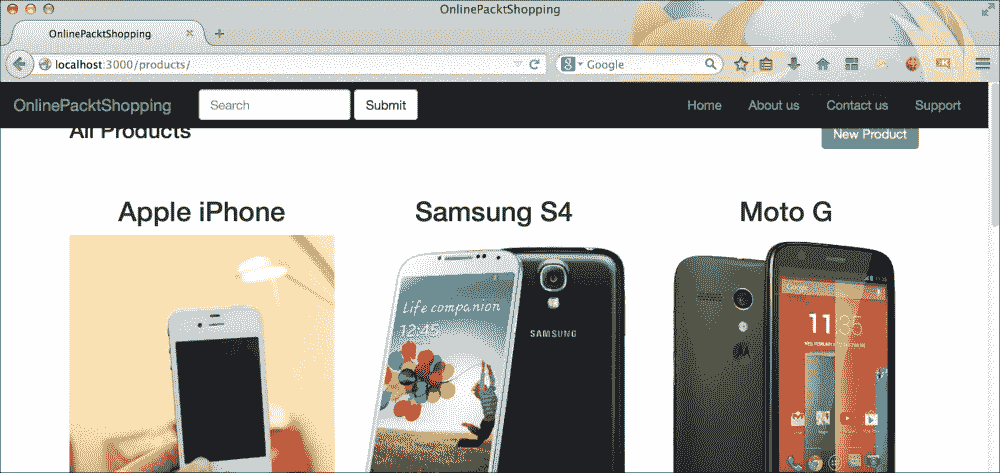 OnlinePacktShopping
OnlinePacktShopping
localhost:3000/products/
Google
OnlinePacktShopping Search Submit Home About us Contact us Support
All Products New Product
Apple iPhone Samsung S4 Moto G
Life companion
12:45
SAMSUNG
Google
11:35